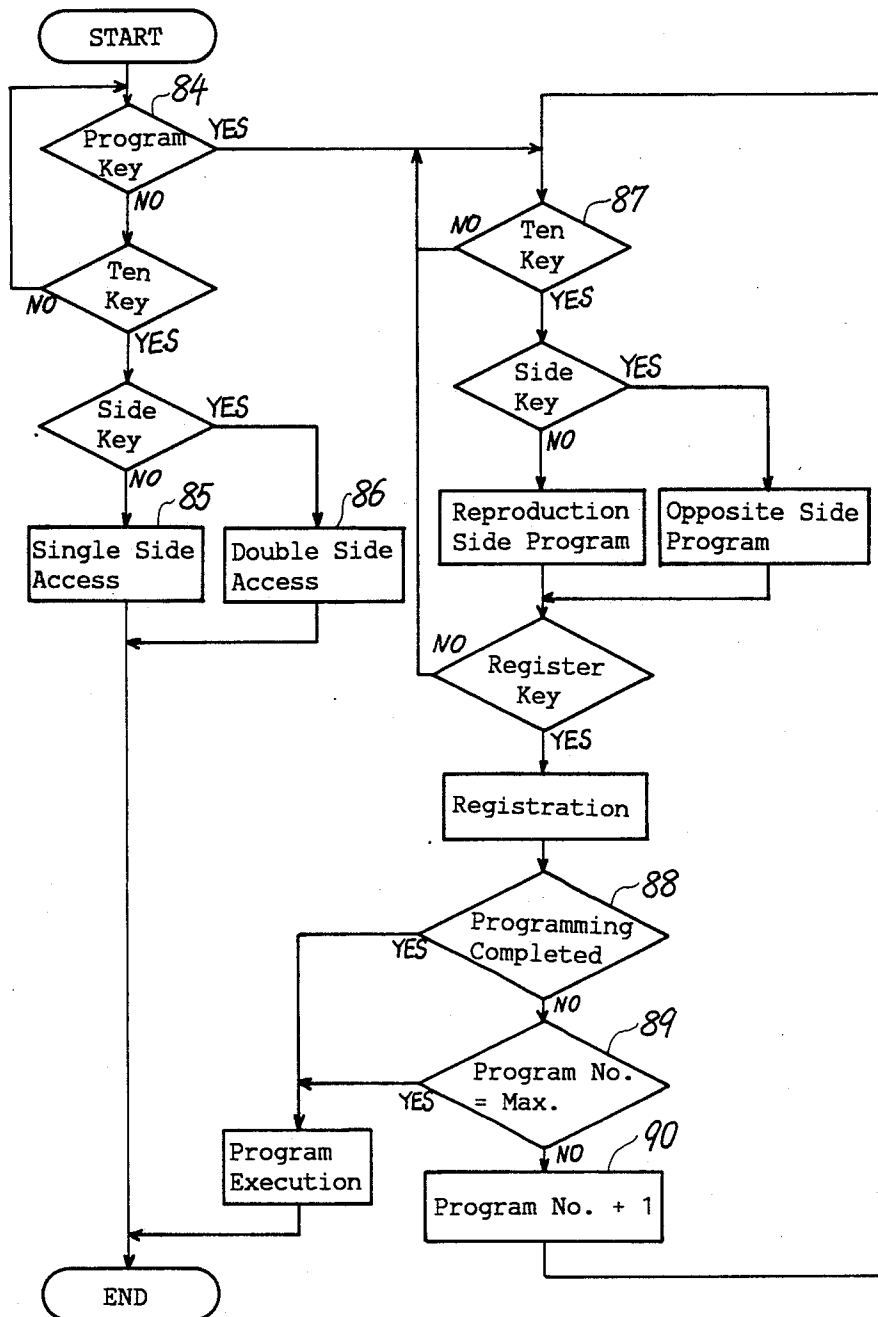 START
84
Program
Key
YES
NO
Ten
Key
NO
YES
Side
Key
YES
NO
85
Single Side
Access
86
Double Side
Access
87
Ten
Key
NO
YES
Side
Key
YES
NO
Reproduction
Side Program
Opposite Side
Program
Register
Key
NO
YES
Registration
88
Programming
Completed
YES
NO
89
Program No.
= Max.
YES
NO
Program
Execution
90
Program No. + 1
END